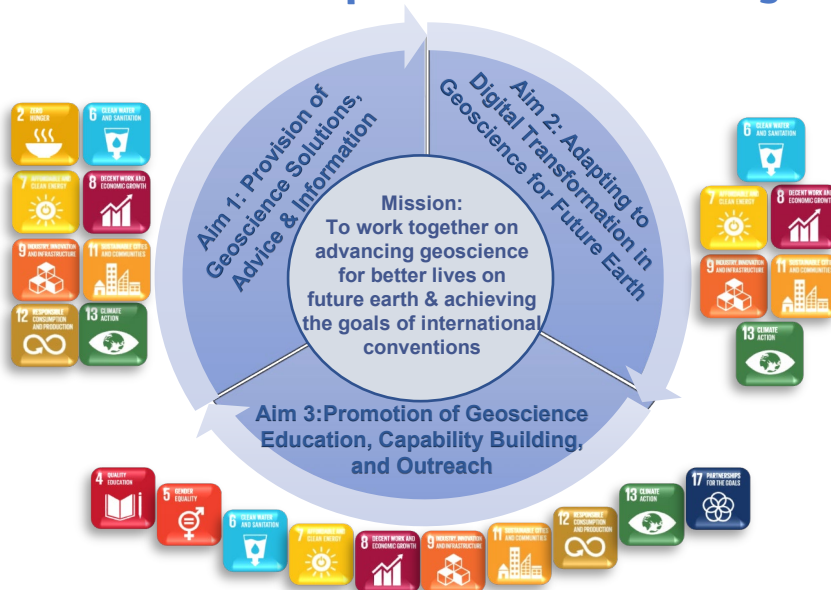 Aim 1: Provision of
Geoscience Solutions,
Advice & Information
Aim 2: Adapting to
Digital Transformation in
Geoscience for Future Earth
Mission:
To work together on
advancing geoscience
for better lives on
future earth & achieving
the goals of international
conventions
Aim 3:Promotion of Geoscience
Education, Capability Building,
and Outreach
2 ZERO
HUNGER
6 CLEAN WATER
AND SANITATION
7 AFFORDABLE AND
CLEAN ENERGY
8 DECENT WORK AND
ECONOMIC GROWTH
9 INDUSTRY, INNOVATION
AND INFRASTRUCTURE
11 SUSTAINABLE CITIES
AND COMMUNITIES
12 RESPONSIBLE
CONSUMPTION
AND PRODUCTION
13 CLIMATE
ACTION
6 CLEAN WATER
AND SANITATION
7 AFFORDABLE AND
CLEAN ENERGY
8 DECENT WORK AND
ECONOMIC GROWTH
9 INDUSTRY, INNOVATION
AND INFRASTRUCTURE
11 SUSTAINABLE CITIES
AND COMMUNITIES
13 CLIMATE
ACTION
4 QUALITY
EDUCATION
5 GENDER
EQUALITY
6 CLEAN WATER
AND SANITATION
7 AFFORDABLE AND
CLEAN ENERGY
8 DECENT WORK AND
ECONOMIC GROWTH
9 INDUSTRY, INNOVATION
AND INFRASTRUCTURE
11 SUSTAINABLE CITIES
AND COMMUNITIES
12 RESPONSIBLE
CONSUMPTION
AND PRODUCTION
13 CLIMATE
ACTION
17 PARTNERSHIPS
FOR THE GOALS